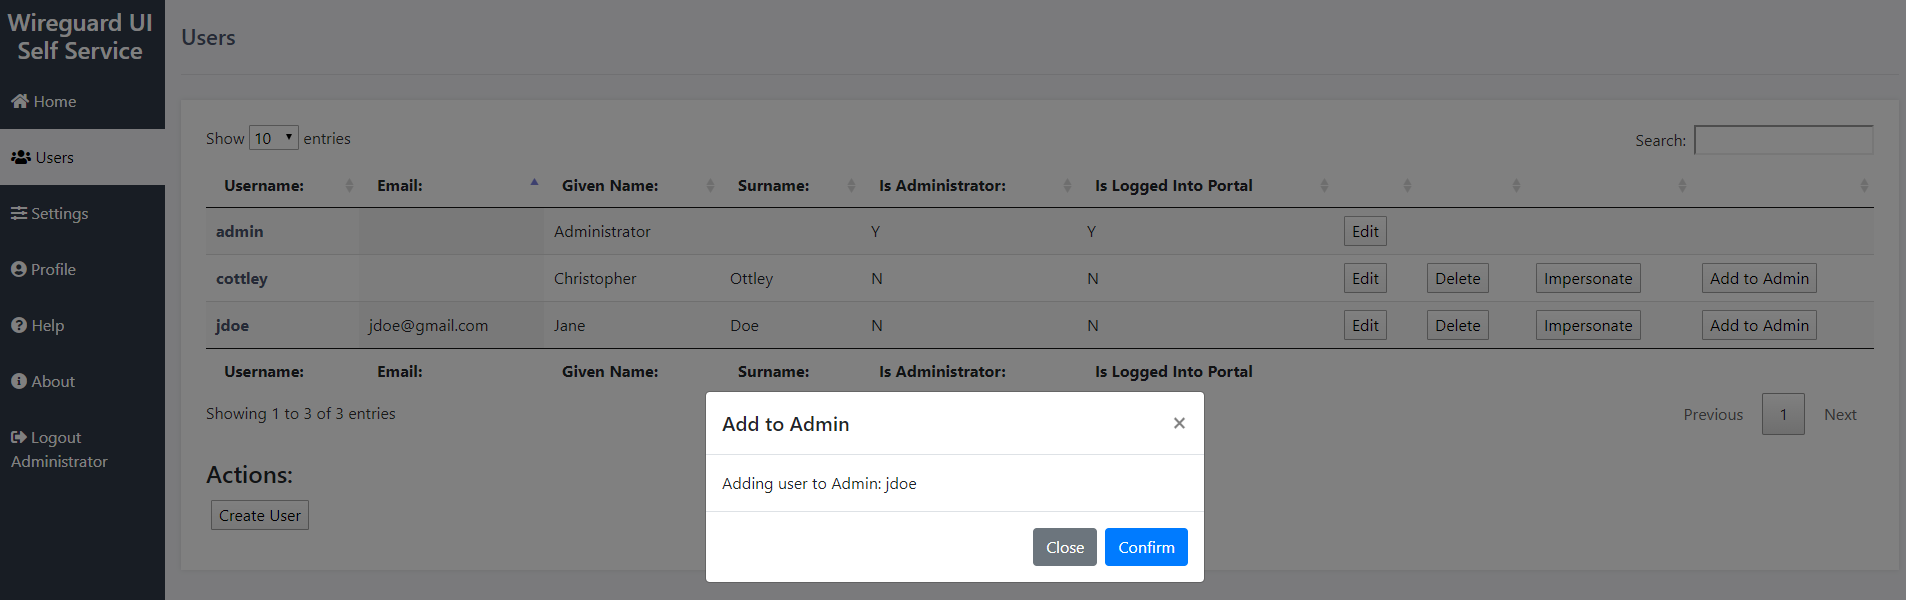 Wireguard UI
Self Service
Home
Users
Settings
Profile
Help
About
Logout
Administrator
Users
Show 10 entries
Search:
Username: Email: Given Name: Surname: Is Administrator: Is Logged Into Portal
admin Administrator Y Y Edit
cottley Christopher Ottley N N Edit Delete Impersonate Add to Admin
jdoe jdoe@gmail.com Jane Doe N N Edit Delete Impersonate Add to Admin
Username: Email: Given Name: Surname: Is Administrator: Is Logged Into Portal
Showing 1 to 3 of 3 entries
Previous 1 Next
Actions:
Create User
Add to Admin ×
Adding user to Admin: jdoe
Close Confirm